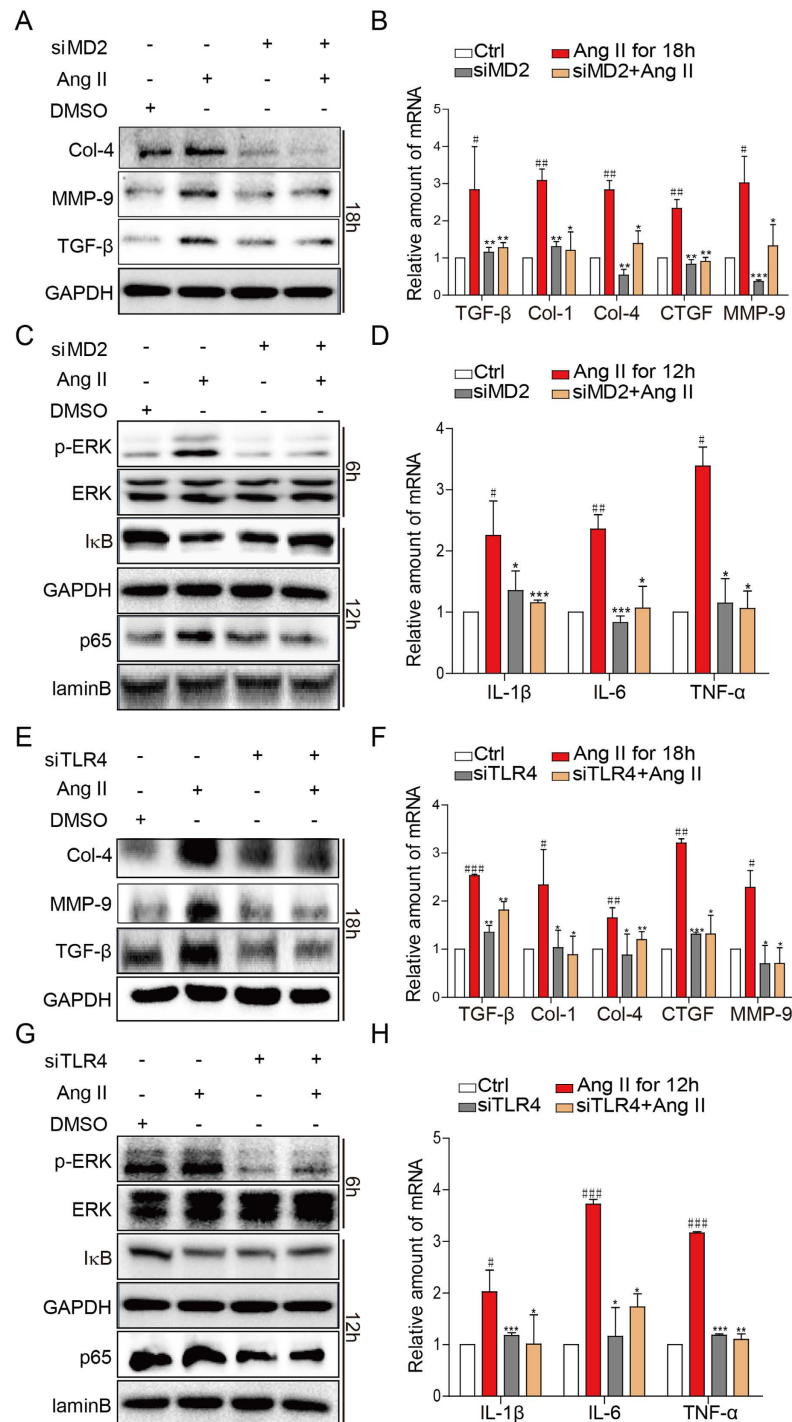 A
siMD2 - - + +
Ang II - + - +
DMSO + - - -
Col-4
MMP-9
TGF-β
GAPDH
18h
B
Ctrl Ang II for 18h
siMD2 siMD2+Ang II
Relative amount of mRNA
5
4
3
2
1
0
# ** ** ## ** * ## ** * ## ** ** # *** *
TGF-β Col-1 Col-4 CTGF MMP-9
C
siMD2 - - + +
Ang II - + - +
DMSO + - - -
p-ERK
ERK
6h
IκB
GAPDH
12h
p65
laminB
D
Ctrl Ang II for 12h
siMD2 siMD2+Ang II
Relative amount of mRNA
4
3
2
1
0
# * *** ## *** * # * *
IL-1β IL-6 TNF-α
E
siTLR4 - - + +
Ang II - + - +
DMSO + - - -
Col-4
MMP-9
TGF-β
GAPDH
18h
F
Ctrl Ang II for 18h
siTLR4 siTLR4+Ang II
Relative amount of mRNA
4
3
2
1
0
### ** ** # * * ## * ** ## *** * # * *
TGF-β Col-1 Col-4 CTGF MMP-9
G
siTLR4 - - + +
Ang II - + - +
DMSO + - - -
p-ERK
ERK
6h
IκB
GAPDH
12h
p65
laminB
H
Ctrl Ang II for 12h
siTLR4 siTLR4+Ang II
Relative amount of mRNA
5
4
3
2
1
0
# *** * ### * * ### *** **
IL-1β IL-6 TNF-α